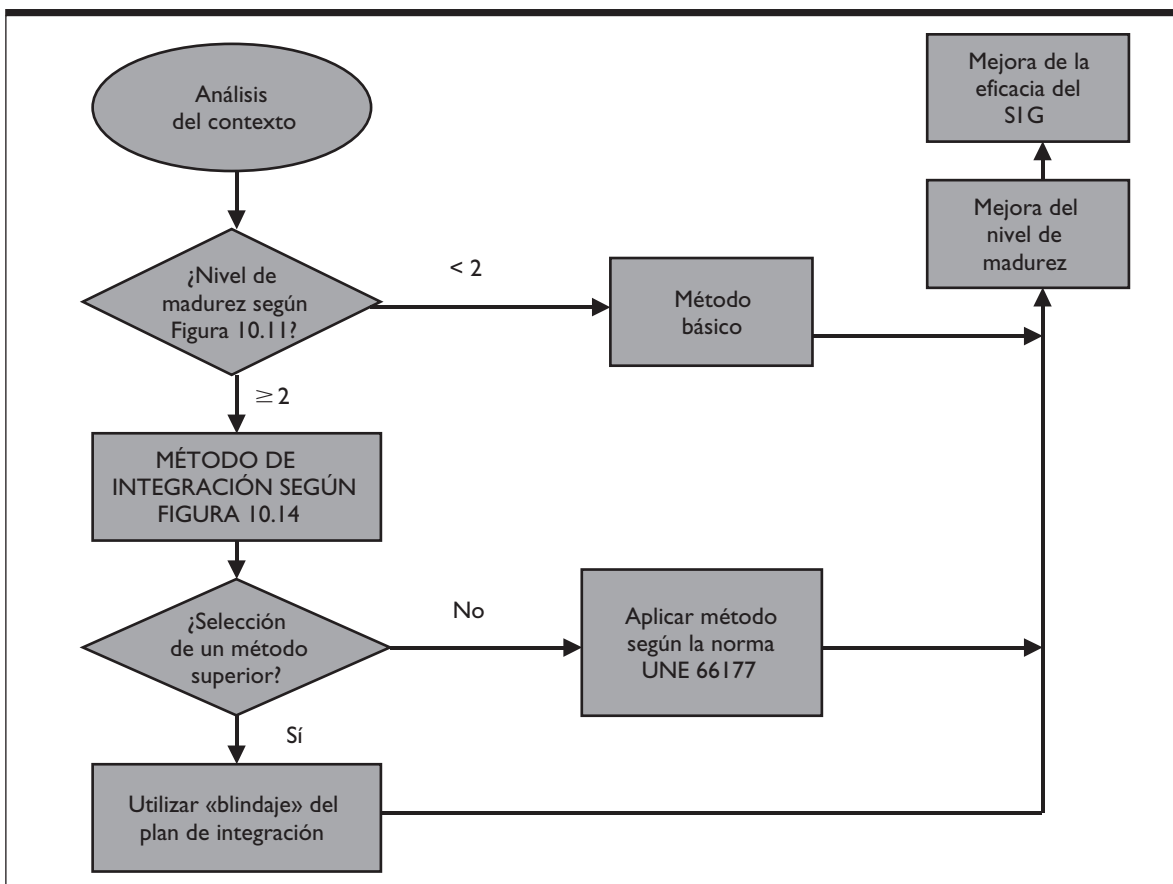 Análisis
del contexto
Mejora de la
eficacia del
SIG
Mejora del
nivel de
madurez
¿Nivel de
madurez según
Figura 10.11?
< 2
Método
básico
≥ 2
MÉTODO DE
INTEGRACIÓN SEGÚN
FIGURA 10.14
¿Selección
de un método
superior?
No
Aplicar método
según la norma
UNE 66177
Sí
Utilizar «blindaje» del
plan de integración